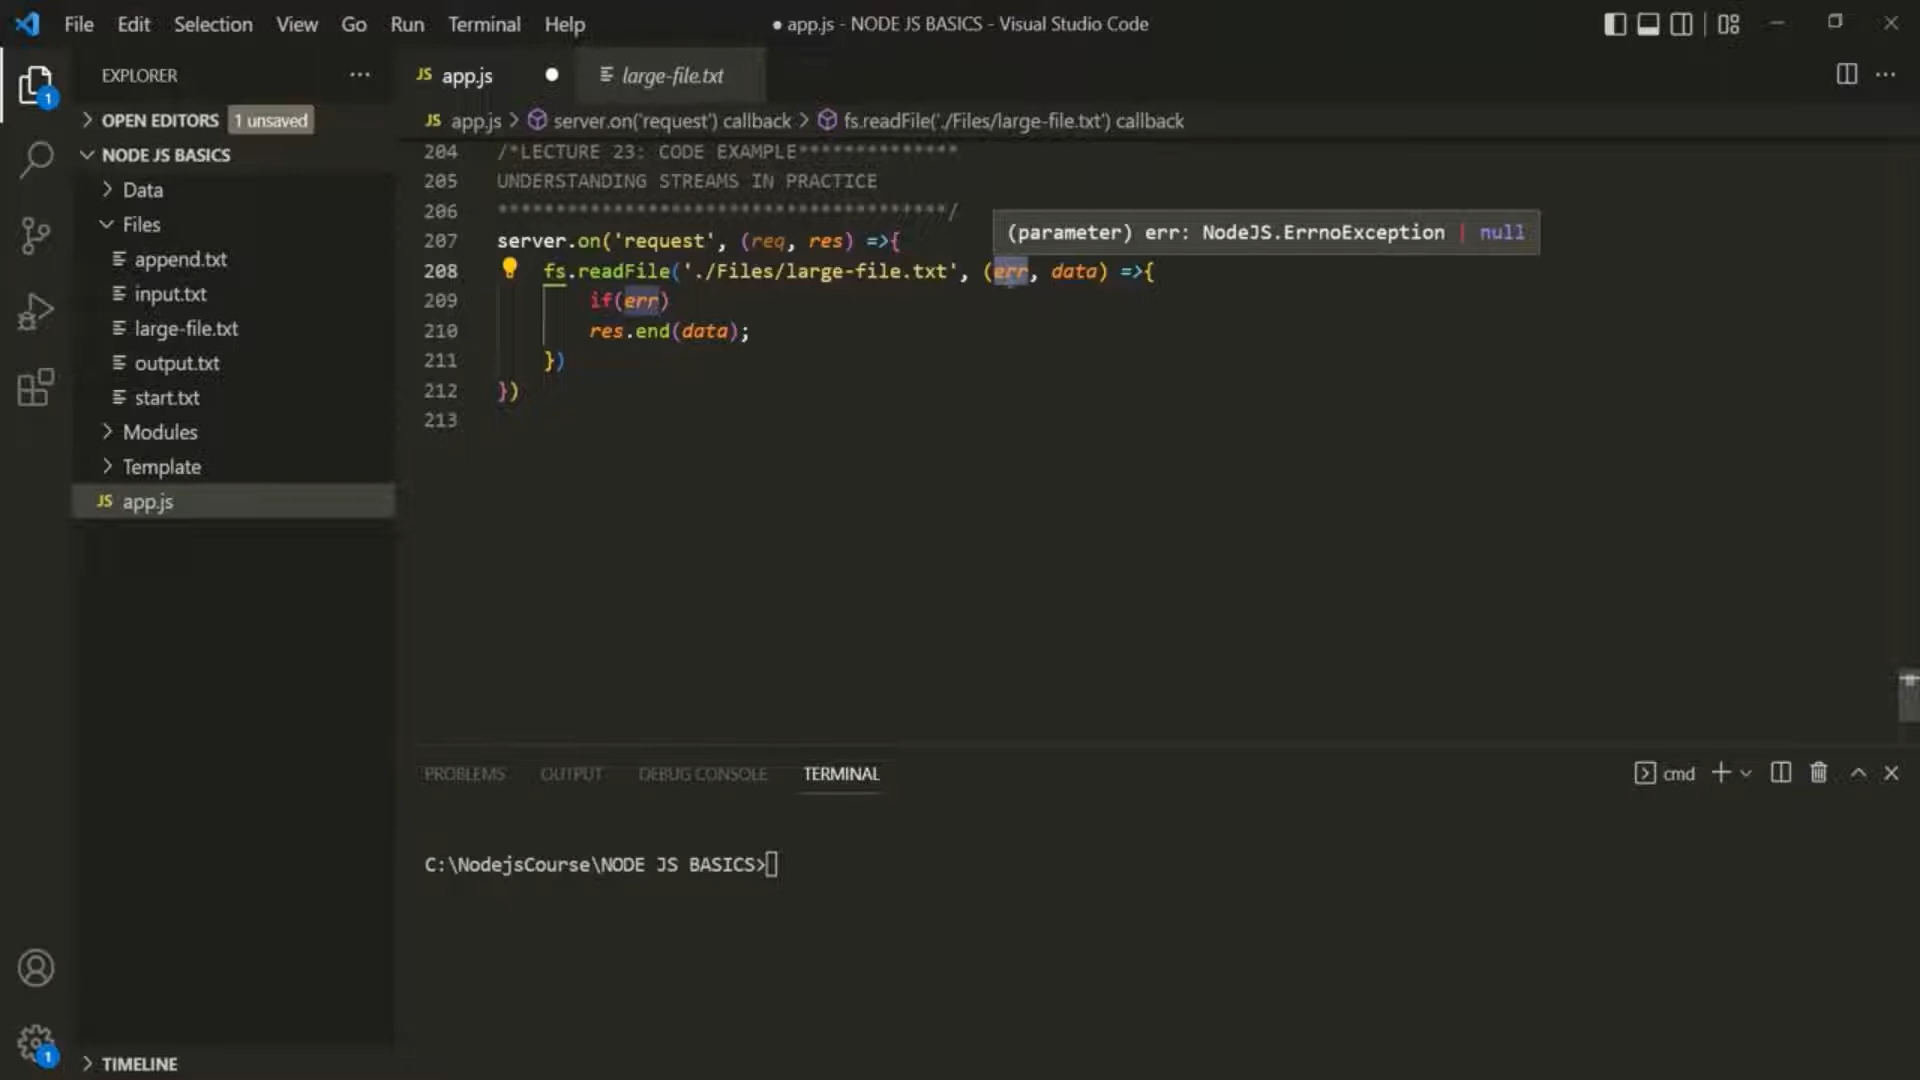 File Edit Selection View Go Run Terminal Help
● app.js - NODE JS BASICS - Visual Studio Code
EXPLORER
OPEN EDITORS 1 unsaved
NODE JS BASICS
Data
Files
append.txt
input.txt
large-file.txt
output.txt
start.txt
Modules
Template
JS app.js
TIMELINE
1
1
JS app.js
large-file.txt
JS app.js > server.on('request') callback > fs.readFile('./Files/large-file.txt') callback
204 /*LECTURE 23: CODE EXAMPLE**************
205 UNDERSTANDING STREAMS IN PRACTICE
206 ***************************************/
(parameter) err: NodeJS.ErrnoException | null
207 server.on('request', (req, res) =>{
208 fs.readFile('./Files/large-file.txt', (err, data) =>{
209 if(err)
210 res.end(data);
211 })
212 })
213
PROBLEMS OUTPUT DEBUG CONSOLE TERMINAL
cmd
C:\NodejsCourse\NODE JS BASICS>